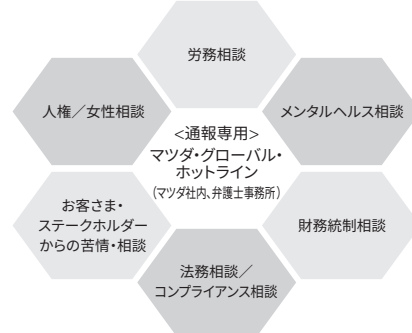 労務相談
人権／女性相談
メンタルヘルス相談
<通報専用>
マツダ・グローバル・
ホットライン
（マツダ社内、弁護士事務所）
お客さま・
ステークホルダー
からの苦情・相談
財務統制相談
法務相談／
コンプライアンス相談